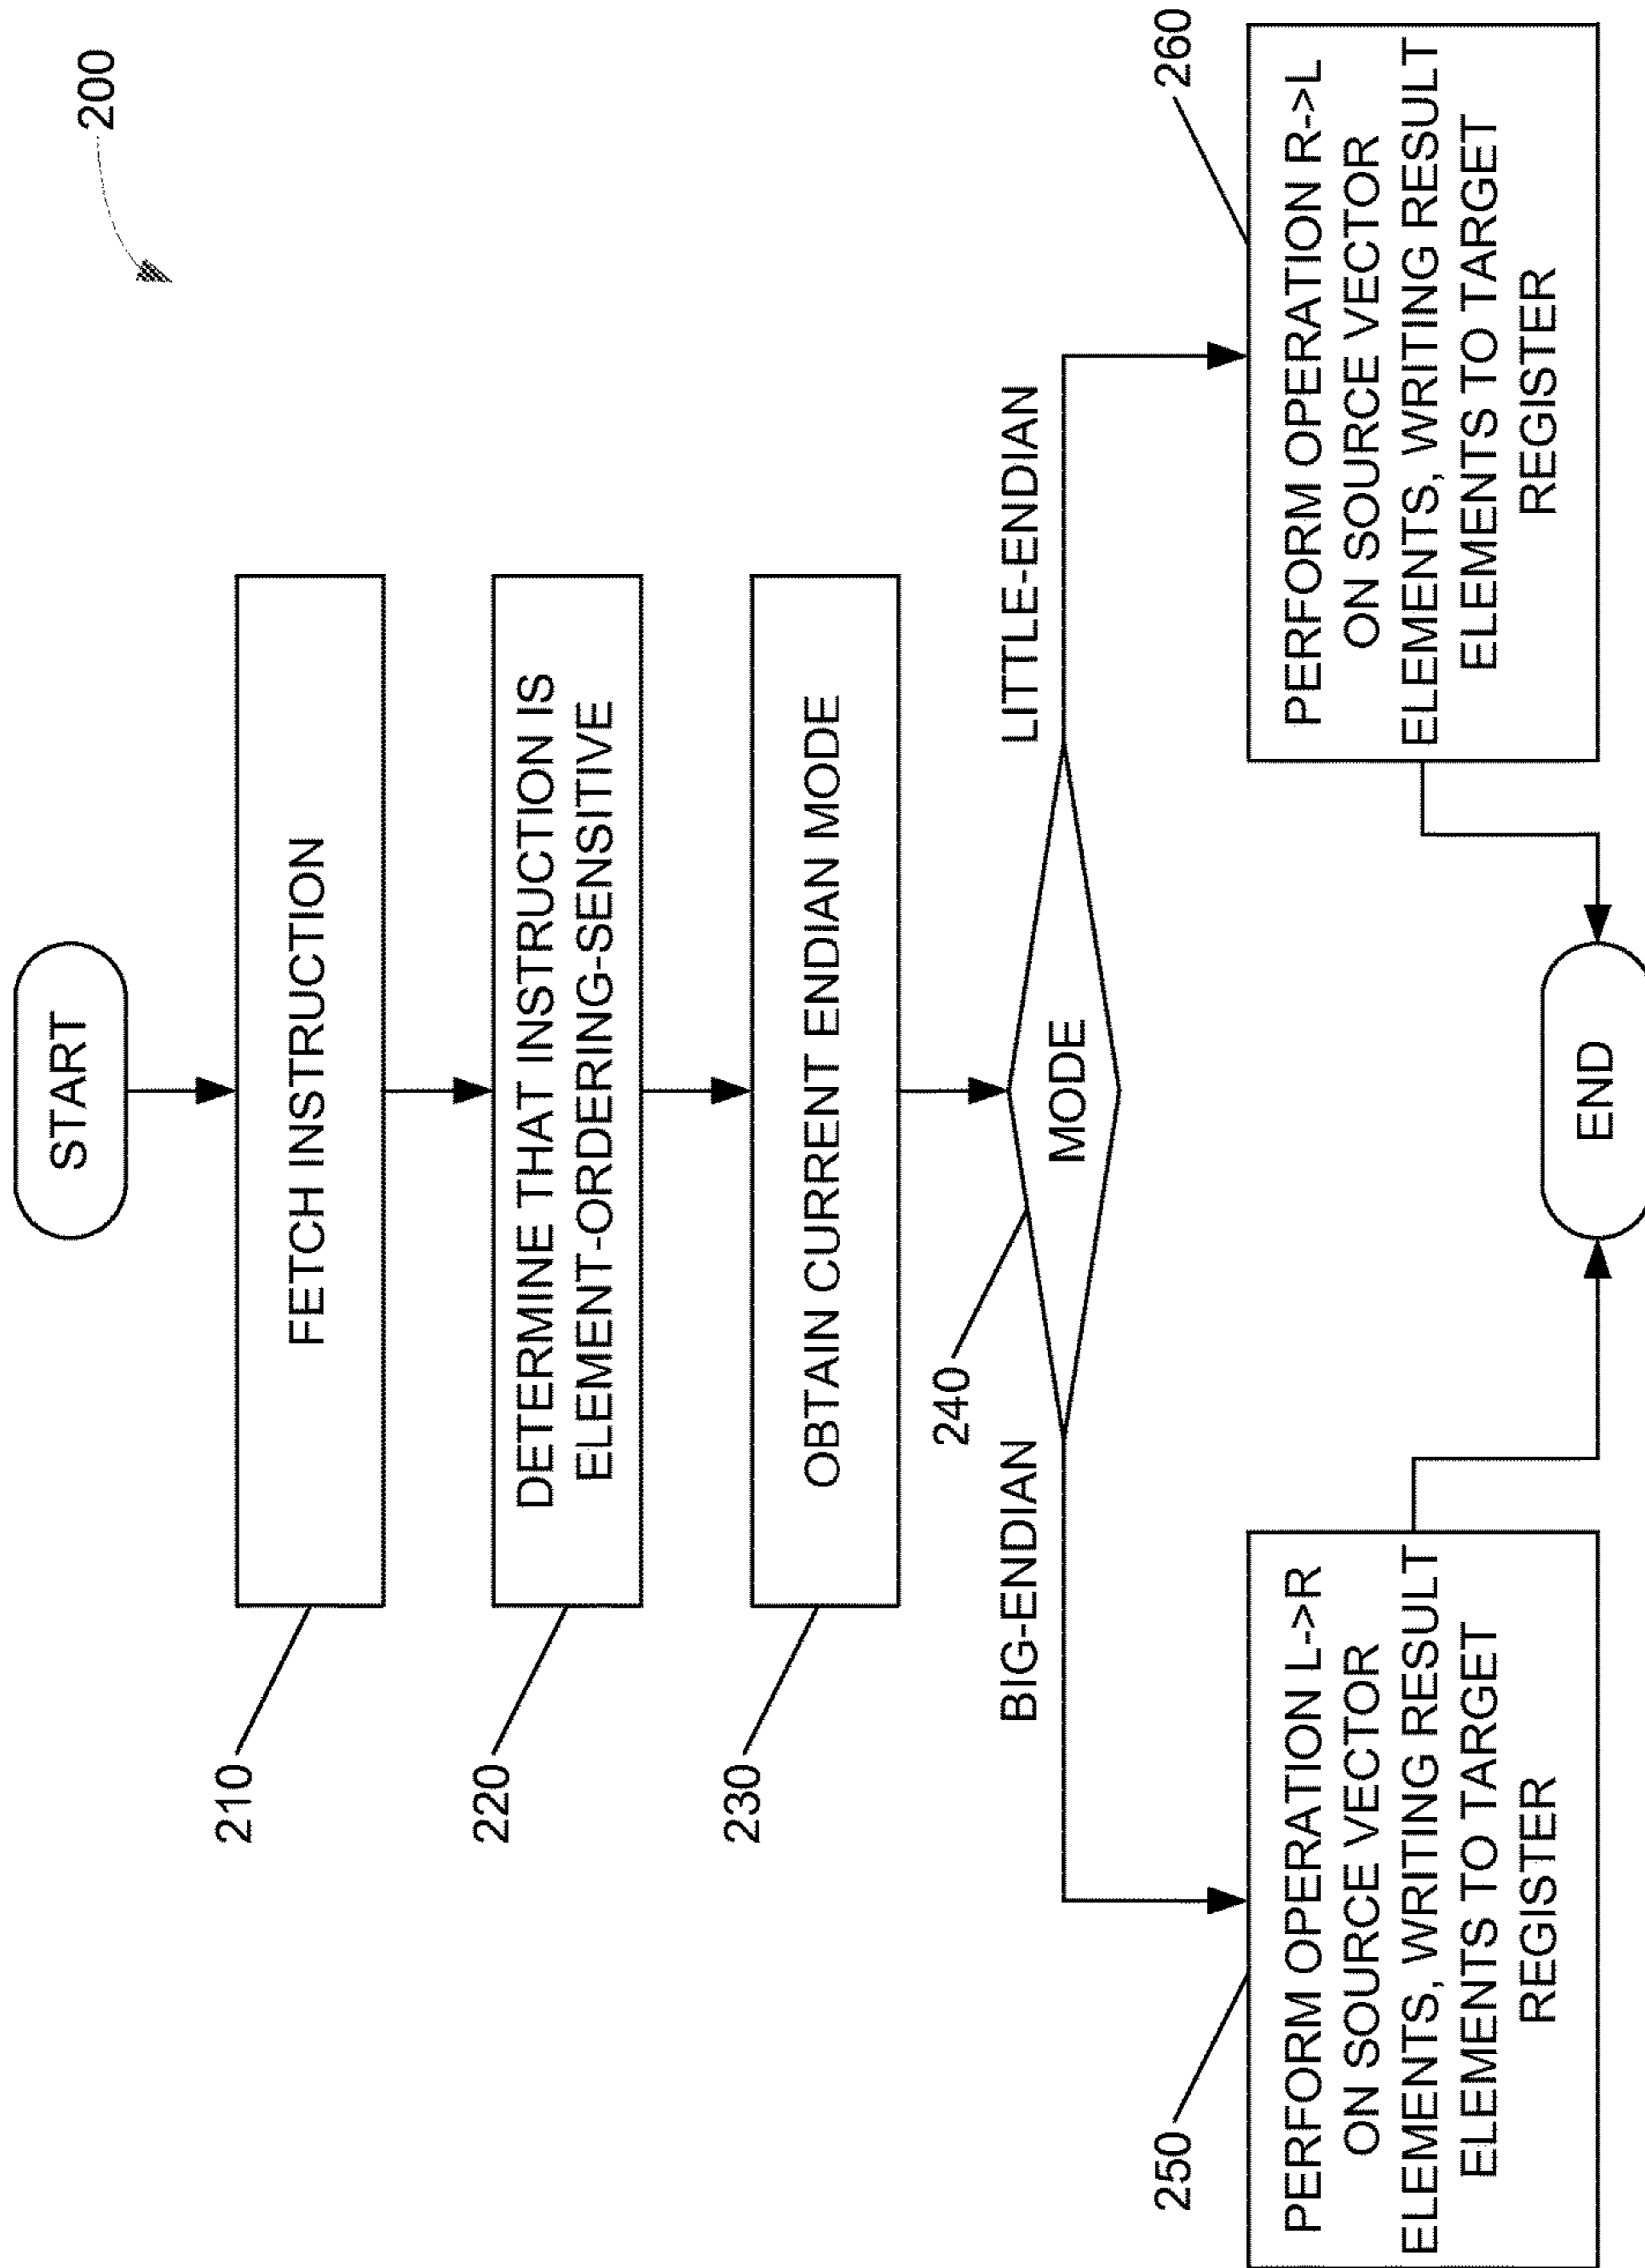 200
START
FETCH INSTRUCTION
210
DETERMINE THAT INSTRUCTION IS
ELEMENT-ORDERING-SENSITIVE
220
OBTAIN CURRENT ENDIAN MODE
230
MODE
240
BIG-ENDIAN
LITTLE-ENDIAN
PERFORM OPERATION L->R
ON SOURCE VECTOR
ELEMENTS, WRITING RESULT
ELEMENTS TO TARGET
REGISTER
250
PERFORM OPERATION R->L
ON SOURCE VECTOR
ELEMENTS, WRITING RESULT
ELEMENTS TO TARGET
REGISTER
260
END